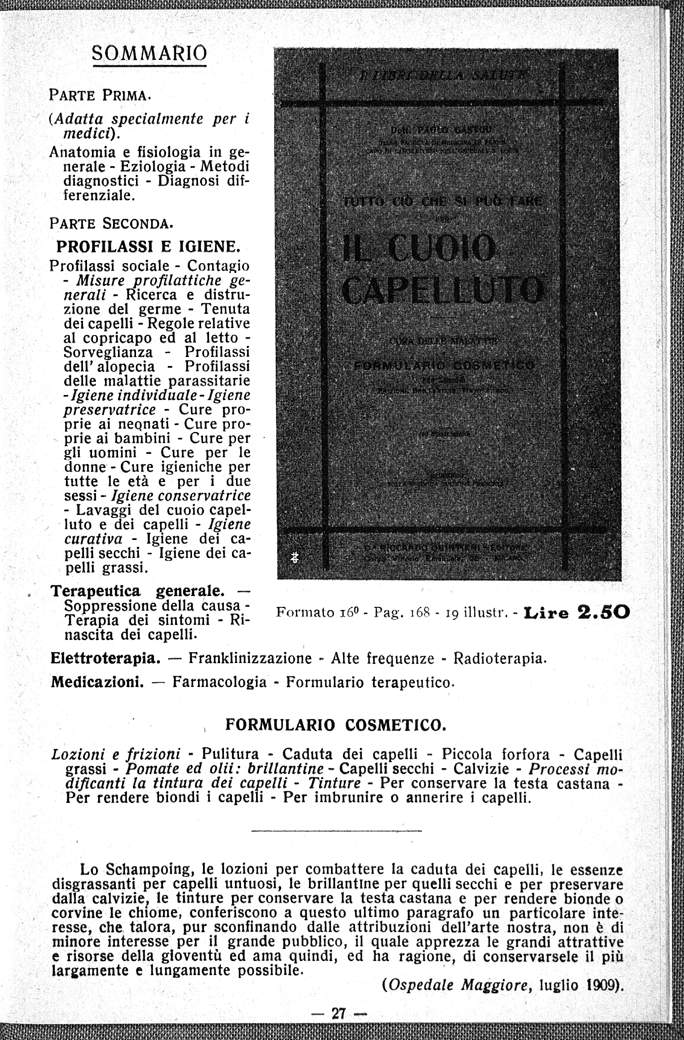 SOMMARIO
PARTE PRIMA.
(Adatta specialmente per i
medici).
Anatomia e fisiologia in ge-
nerale - Eziologia - Metodi
diagnostici - Diagnosi dif-
ferenziale.
PARTE SECONDA.
PROFILASSI E IGIENE.
Profilassi sociale - Contagio
- Misure profilattiche ge-
nerali - Ricerca e distru-
zione del germe - Tenuta
dei capelli - Regole relative
al copricapo ed al letto -
Sorveglianza - Profilassi
dell'alopecia - Profilassi
delle malattie parassitarie
- Igiene individuale - Igiene
preservatrice - Cure pro-
prie ai neonati - Cure pro-
prie ai bambini - Cure per
gli uomini - Cure per le
donne - Cure igieniche per
tutte le età e per i due
sessi - Igiene conservatrice
- Lavaggi del cuoio capel-
luto e dei capelli - Igiene
curativa - Igiene dei ca-
pelli secchi - Igiene dei ca-
pelli grassi.
Terapeutica generale. —
Soppressione della causa -
Terapia dei sintomi - Ri-
nascita dei capelli.
I LIBRI DELLA SALUTE
Dott. PAOLO GASTOU
TUTTO CIÒ CHE SI PUÒ FARE
PER
IL CUOIO
CAPELLUTO
CURA DELLE MALATTIE
FORMULARIO COSMETICO
RICCARDO QUINTIERI - EDITORE
Formato 16º - Pag. 168 - 19 illustr. - Lire 2.50
Elettroterapia. — Franklinizzazione - Alte frequenze - Radioterapia.
Medicazioni. — Farmacologia - Formulario terapeutico.
FORMULARIO COSMETICO.
Lozioni e frizioni - Pulitura - Caduta dei capelli - Piccola forfora - Capelli
grassi - Pomate ed olii: brillantine - Capelli secchi - Calvizie - Processi mo-
dificanti la tintura dei capelli - Tinture - Per conservare la testa castana -
Per rendere biondi i capelli - Per imbrunire o annerire i capelli.
Lo Schampoing, le lozioni per combattere la caduta dei capelli, le essenze
disgrassanti per capelli untuosi, le brillantine per quelli secchi e per preservare
dalla calvizie, le tinture per conservare la testa castana e per rendere bionde o
corvine le chiome, conferiscono a questo ultimo paragrafo un particolare inte-
resse, che talora, pur sconfinando dalle attribuzioni dell'arte nostra, non è di
minore interesse per il grande pubblico, il quale apprezza le grandi attrattive
e risorse della gioventù ed ama quindi, ed ha ragione, di conservarsele il più
largamente e lungamente possibile.
(Ospedale Maggiore, luglio 1909).
— 27 —